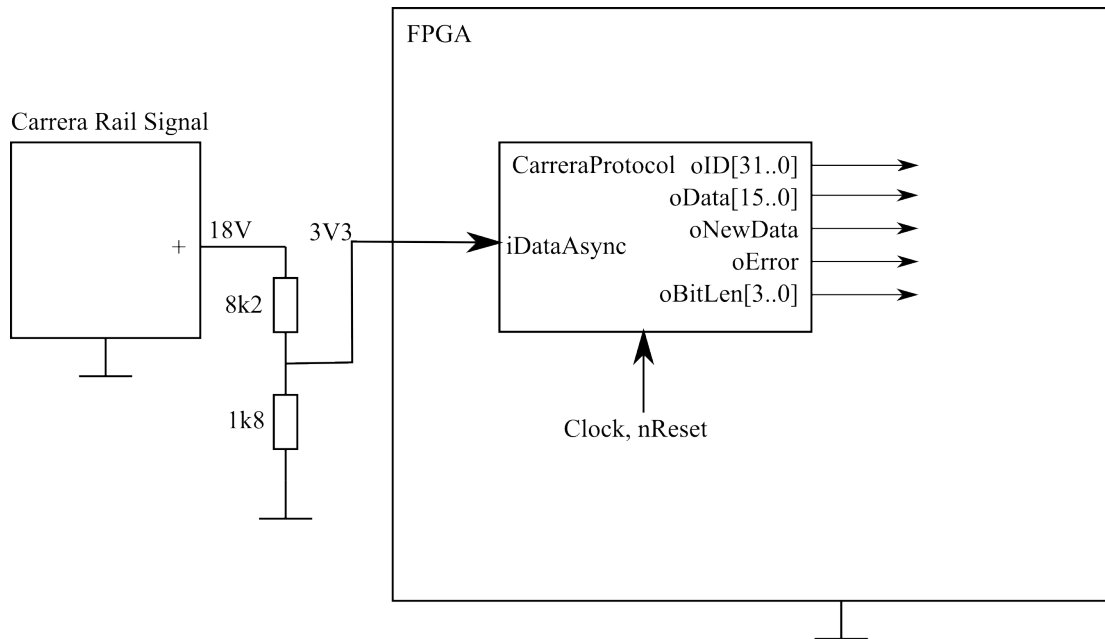 FPGA
Carrera Rail Signal
CarreraProtocol oID[31..0]
oData[15..0]
18V
3V3
oNewData
+
iDataAsync
oError
8k2
oBitLen[3..0]
1k8
Clock, nReset